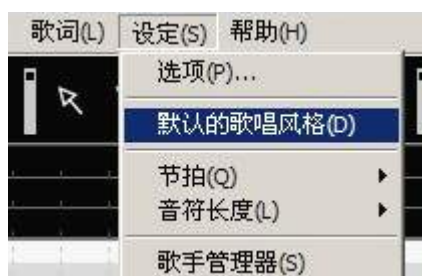 歌词(L) 设定(S) 帮助(H)
选项(P)...
默认的歌唱风格(D)
节拍(Q)
音符长度(L)
歌手管理器(S)